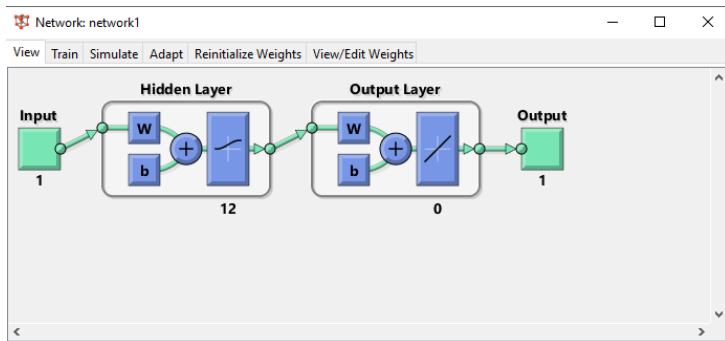 Network: network1
View Train Simulate Adapt Reinitialize Weights View/Edit Weights
Hidden Layer Output Layer
Input Output
W W
b b
1 1
12 0